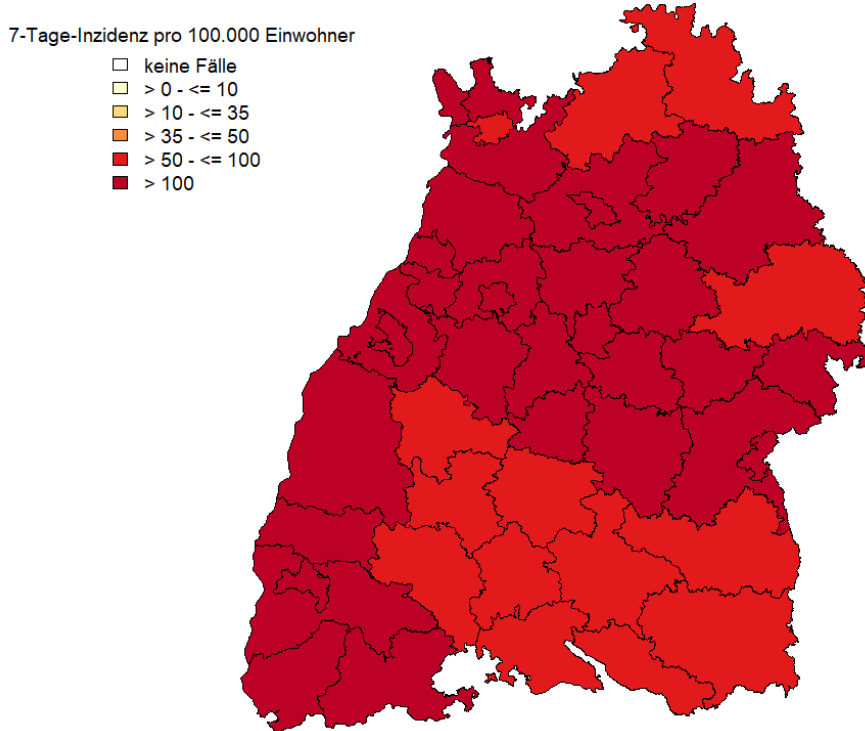 7-Tage-Inzidenz pro 100.000 Einwohner
keine Fälle
> 0 - <= 10
> 10 - <= 35
> 35 - <= 50
> 50 - <= 100
> 100